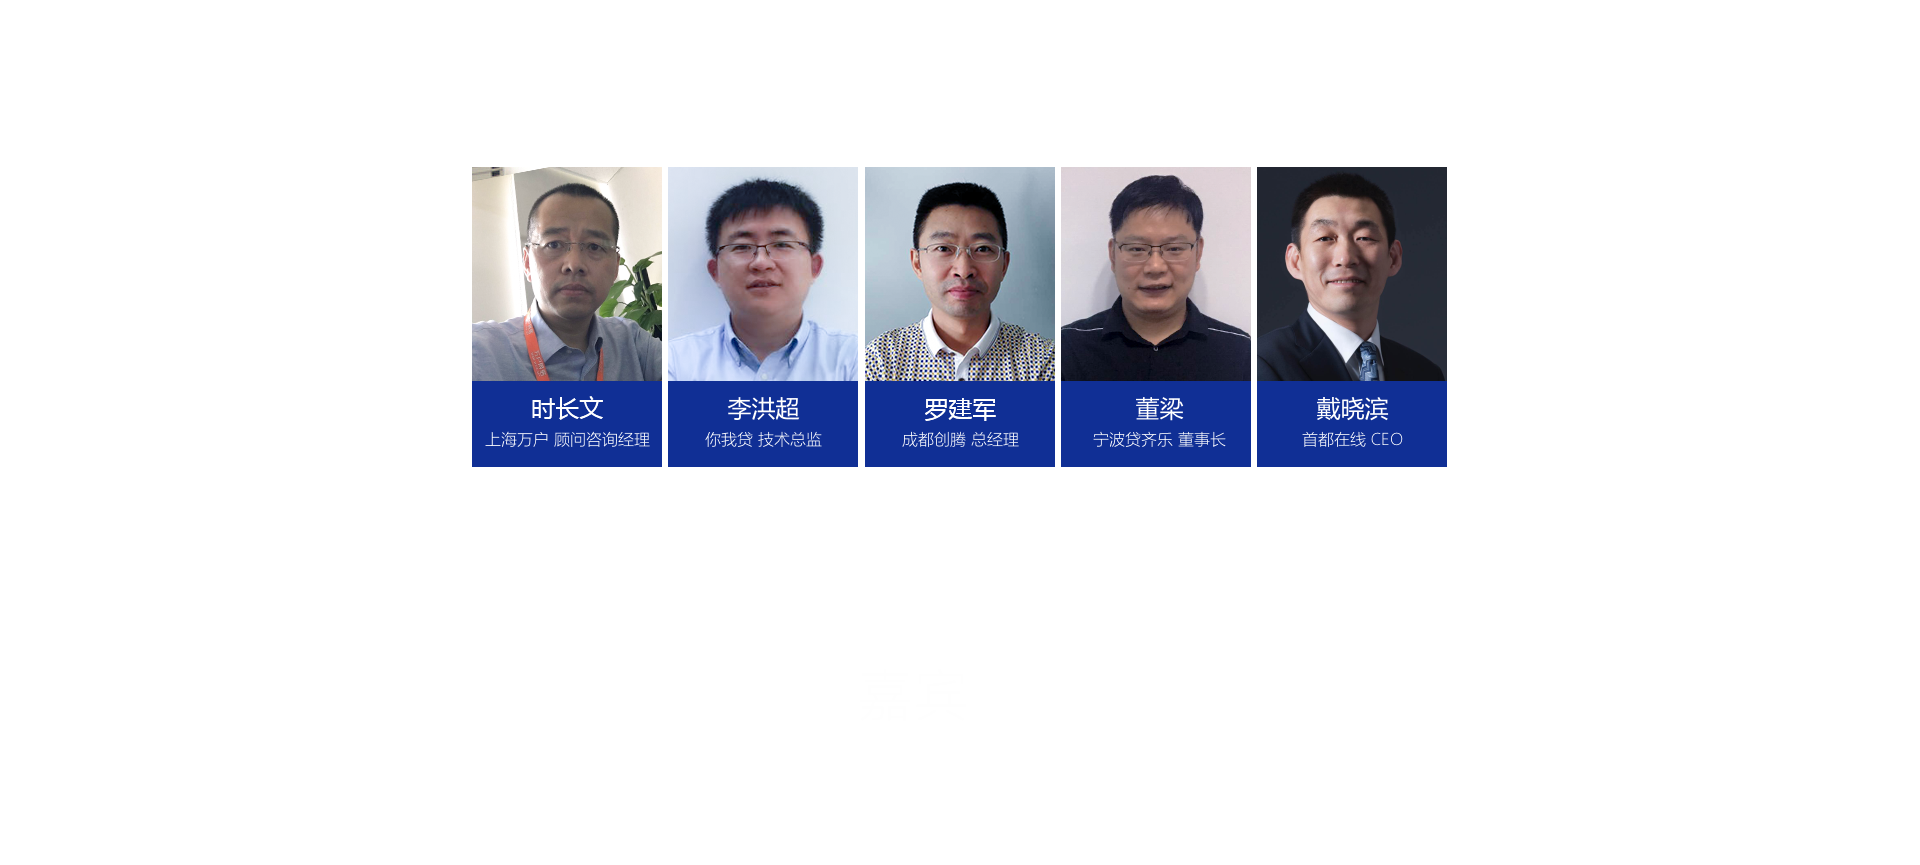 时长文
上海万户 顾问咨询经理
李洪超
你我贷 技术总监
罗建军
成都创腾 总经理
董梁
宁波贷齐乐 董事长
戴晓滨
首都在线 CEO